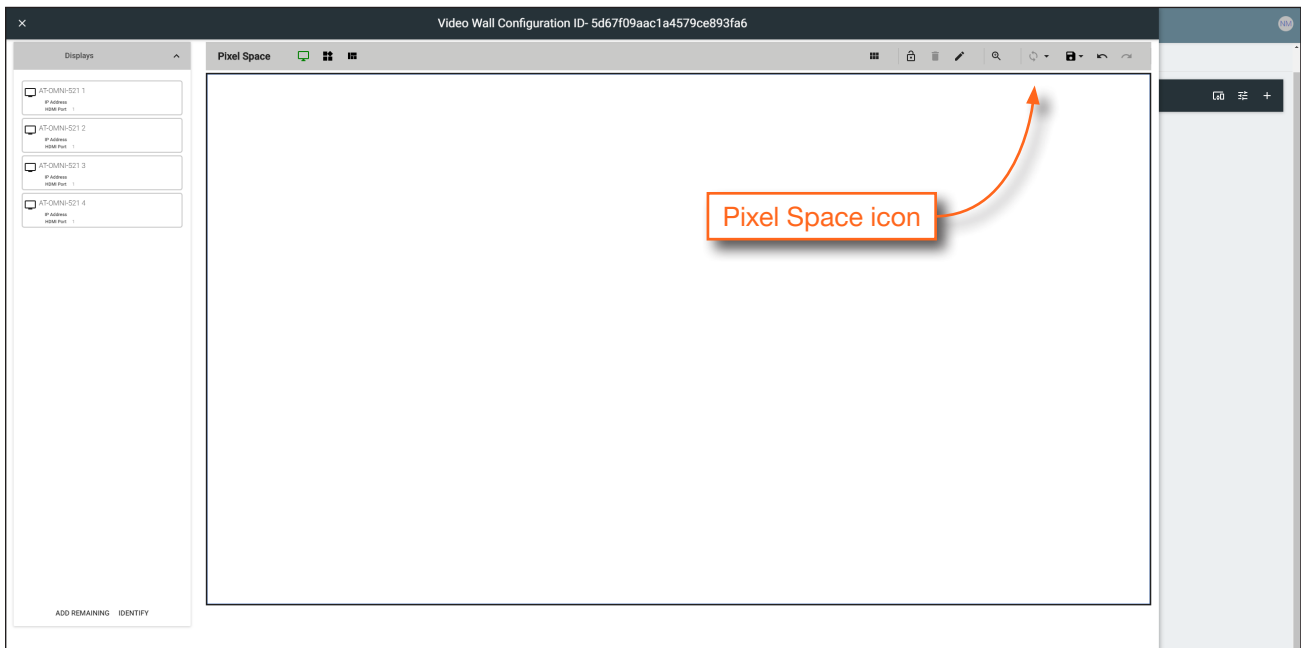 Video Wall Configuration ID- 5d67f09aac1a4579ce893fa6
NM
Displays
Pixel Space
AT-OMNI-521 1
IP Address
HDMI Port 1
AT-OMNI-521 2
IP Address
HDMI Port 1
AT-OMNI-521 3
IP Address
HDMI Port 1
AT-OMNI-521 4
IP Address
HDMI Port 1
Pixel Space icon
ADD REMAINING IDENTIFY